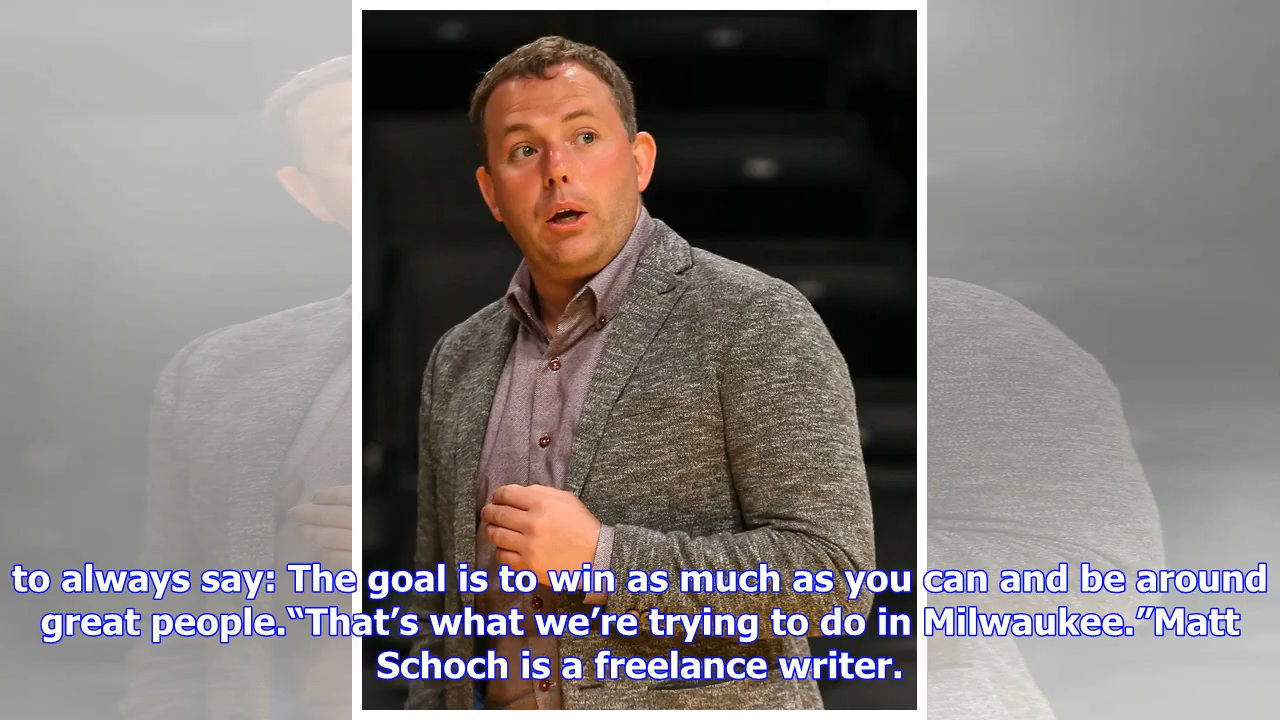 to always say: The goal is to win as much as you can and be around
great people.“That’s what we’re trying to do in Milwaukee.”Matt
Schoch is a freelance writer.